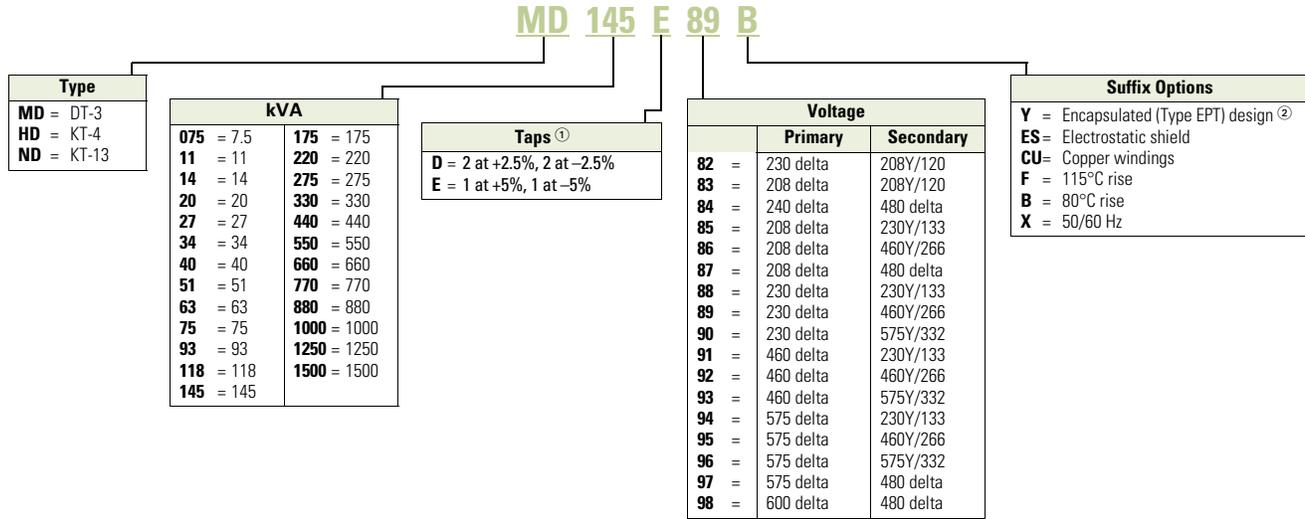 MD 145 E 89 B
Type
MD = DT-3
HD = KT-4
ND = KT-13
kVA
075 = 7.5 175 = 175
11 = 11 220 = 220
14 = 14 275 = 275
20 = 20 330 = 330
27 = 27 440 = 440
34 = 34 550 = 550
40 = 40 660 = 660
51 = 51 770 = 770
63 = 63 880 = 880
75 = 75 1000 = 1000
93 = 93 1250 = 1250
118 = 118 1500 = 1500
145 = 145
Taps ①
D = 2 at +2.5%, 2 at –2.5%
E = 1 at +5%, 1 at –5%
Voltage
Primary Secondary
82 = 230 delta 208Y/120
83 = 208 delta 208Y/120
84 = 240 delta 480 delta
85 = 208 delta 230Y/133
86 = 208 delta 460Y/266
87 = 208 delta 480 delta
88 = 230 delta 230Y/133
89 = 230 delta 460Y/266
90 = 230 delta 575Y/332
91 = 460 delta 230Y/133
92 = 460 delta 460Y/266
93 = 460 delta 575Y/332
94 = 575 delta 230Y/133
95 = 575 delta 460Y/266
96 = 575 delta 575Y/332
97 = 575 delta 480 delta
98 = 600 delta 480 delta
Suffix Options
Y = Encapsulated (Type EPT) design ②
ES = Electrostatic shield
CU = Copper windings
F = 115°C rise
B = 80°C rise
X = 50/60 Hz